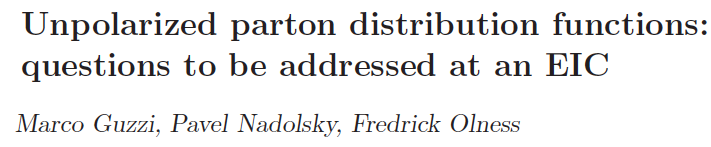 Unpolarized parton distribution functions:
questions to be addressed at an EIC
Marco Guzzi, Pavel Nadolsky, Fredrick Olness